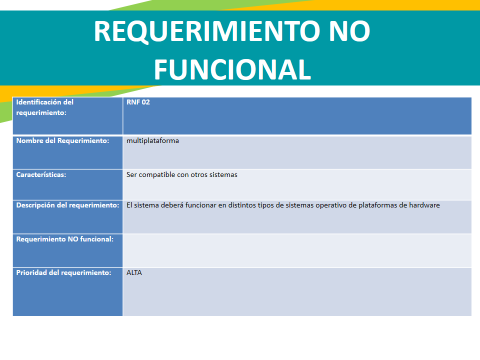 REQUERIMIENTO NO
FUNCIONAL
Identificación del
requerimiento:
RNF 02
Nombre del Requerimiento:
multiplataforma
Características:
Ser compatible con otros sistemas
Descripción del requerimiento:
El sistema deberá funcionar en distintos tipos de sistemas operativo de plataformas de hardware
Requerimiento NO funcional:
Prioridad del requerimiento:
ALTA